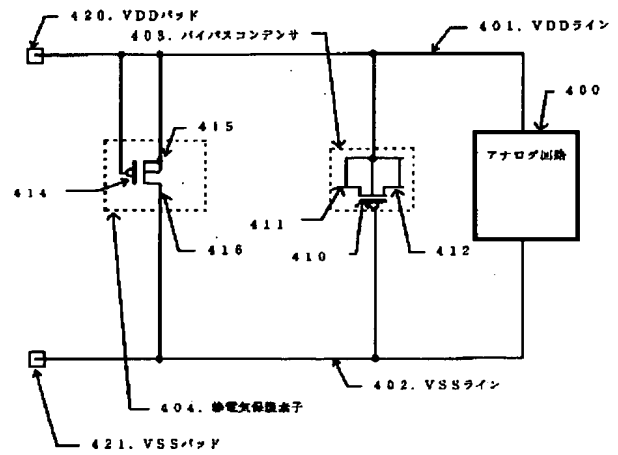 420. VDDパッド
403. バイパスコンデンサ
401. VDDライン
400
415
アナログ回路
414
416
411
410
412
402. VSSライン
404. 静電気保護素子
421. VSSパッド